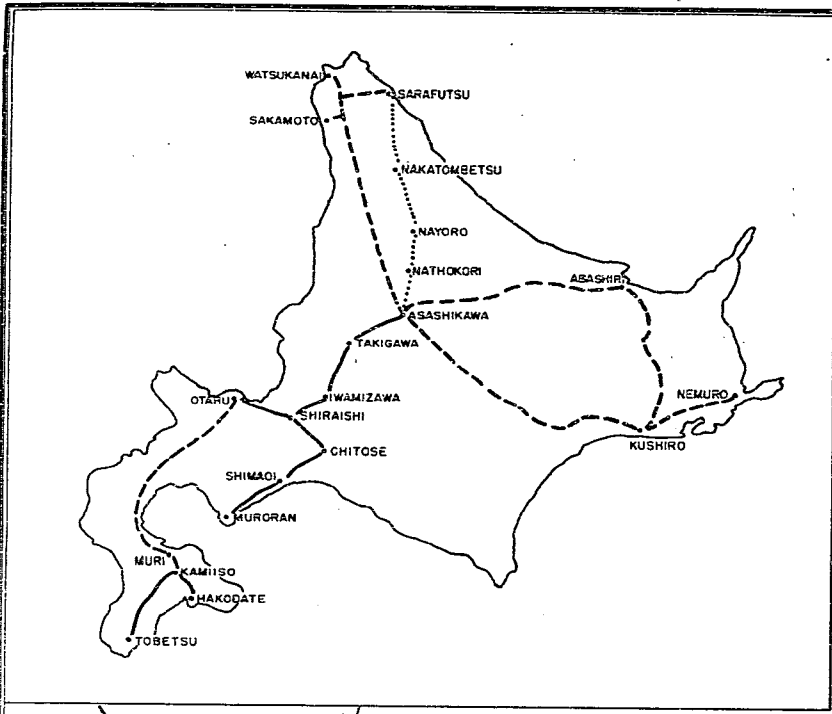 WATSUKANAI
SARAFUTSU
SAKAMOTO
NAKATOMBETSU
NAYORO
NATHOKORI
ABASHIRI
ASASHIKAWA
TAKIGAWA
OTARU
IWAMIZAWA
NEMURO
SHIRAISHI
KUSHIRO
CHITOSE
SHIMAOI
MURORAN
MURI
KAMIISO
HAKODATE
TOBETSU